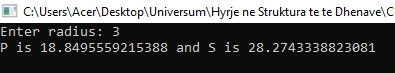 C:\Users\Acer\Desktop\Universum\Hyrje ne Struktura te te Dhenave\C
Enter radius: 3
P is 18.8495559215388 and S is 28.2743338823081